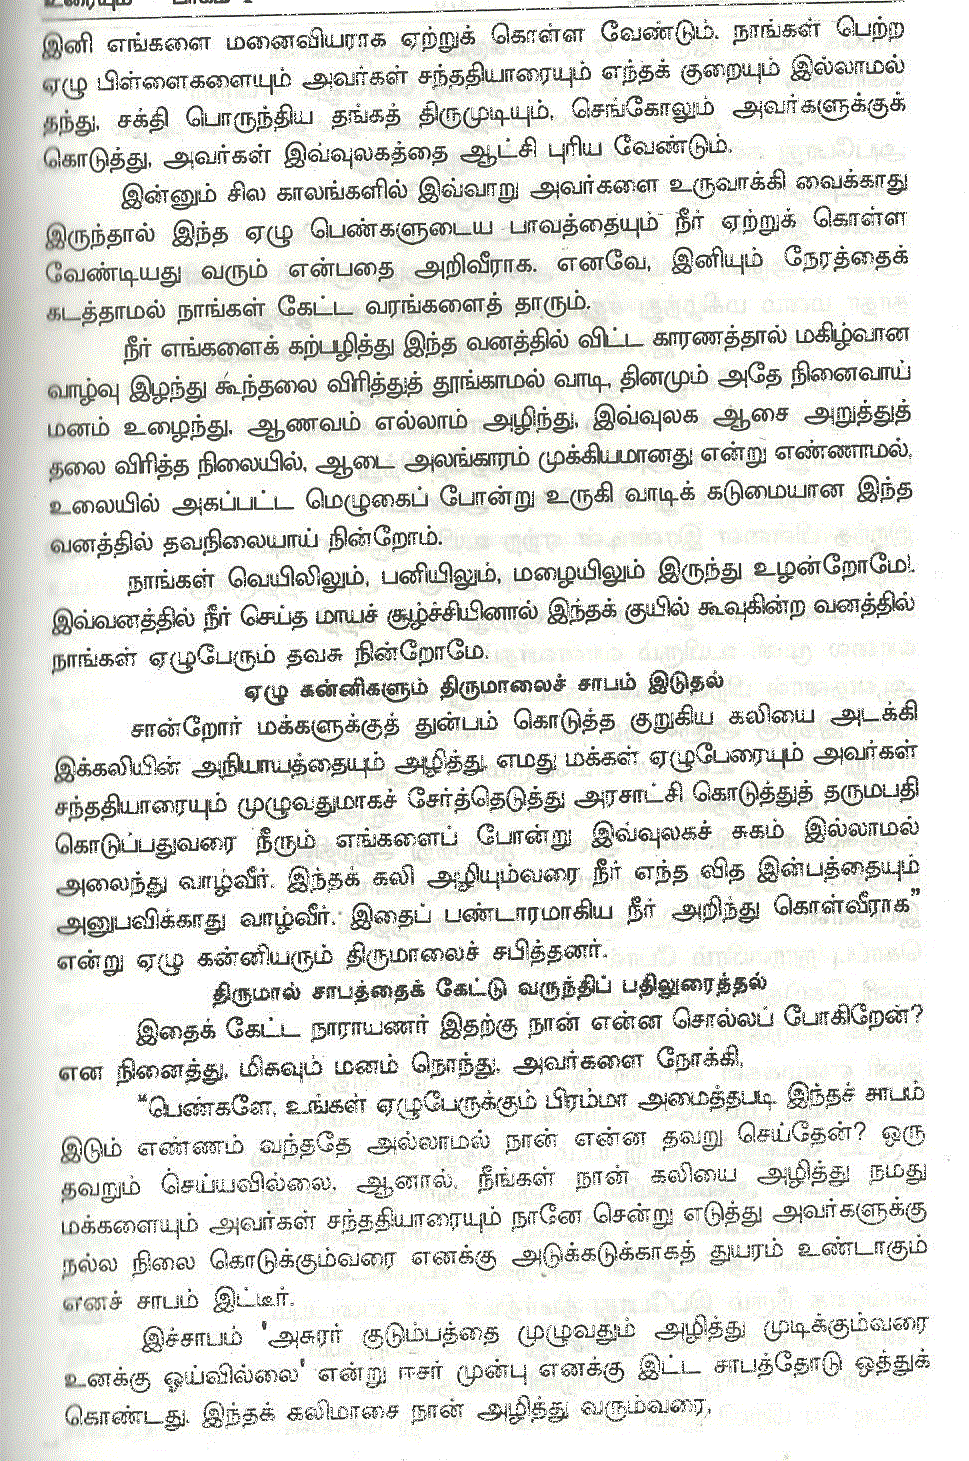 உரையும் பாகம்
இனி எங்களை மனைவியராக ஏற்றுக் கொள்ள வேண்டும். நாங்கள் பெற்ற
ஏழு பிள்ளைகளையும் அவர்கள் சந்ததியாரையும் எந்தக் குறையும் இல்லாமல்
தந்து, சக்தி பொருந்திய தங்கத் திருமுடியும், செங்கோலும் அவர்களுக்குக்
கொடுத்து, அவர்கள் இவ்வுலகத்தை ஆட்சி புரிய வேண்டும்.
இன்னும் சில காலங்களில் இவ்வாறு அவர்களை உருவாக்கி வைக்காது
இருந்தால் இந்த ஏழு பெண்களுடைய பாவத்தையும் நீர் ஏற்றுக் கொள்ள
வேண்டியது வரும் என்பதை அறிவீராக. எனவே, இனியும் நேரத்தைக்
கடத்தாமல் நாங்கள் கேட்ட வரங்களைத் தாரும்.
நீர் எங்களைக் கற்பழித்து இந்த வனத்தில் விட்ட காரணத்தால் மகிழ்வான
வாழ்வு இழந்து கூந்தலை விரித்துத் தூங்காமல் வாடி, தினமும் அதே நினைவாய்
மனம் உழைந்து, ஆணவம் எல்லாம் அழிந்து, இவ்வுலக ஆசை அறுத்துத்
தலை விரித்த நிலையில், ஆடை அலங்காரம் முக்கியமானது என்று எண்ணாமல்,
உலையில் அகப்பட்ட மெழுகைப் போன்று உருகி வாடிக் கடுமையான இந்த
வனத்தில் தவநிலையாய் நின்றோம்.
நாங்கள் வெயிலிலும், பனியிலும், மழையிலும் இருந்து உழன்றோமே!.
இவ்வனத்தில் நீர் செய்த மாயச் சூழ்ச்சியினால் இந்தக் குயில் கூவுகின்ற வனத்தில்
நாங்கள் ஏழுபேரும் தவசு நின்றோமே.
ஏழு கன்னிகளும் திருமாலைச் சாபம் இடுதல்
சான்றோர் மக்களுக்குத் துன்பம் கொடுத்த குறுகிய கலியை அடக்கி
இக்கலியின் அநியாயத்தையும் அழித்து, எமது மக்கள் ஏழுபேரையும் அவர்கள்
சந்ததியாரையும் முழுவதுமாகச் சேர்த்தெடுத்து அரசாட்சி கொடுத்துத் தருமபதி
கொடுப்பதுவரை நீரும் எங்களைப் போன்று இவ்வுலகச் சுகம் இல்லாமல்
அலைந்து வாழ்வீர். இந்தக் கலி அழியும்வரை நீர் எந்த வித இன்பத்தையும்
அனுபவிக்காது வாழ்வீர். இதைப் பண்டாரமாகிய நீர் அறிந்து கொள்வீராக”
என்று ஏழு கன்னியரும் திருமாலைச் சபித்தனர்.
திருமால் சாபத்தைக் கேட்டு வருந்திப் பதிலுரைத்தல்
இதைக் கேட்ட நாராயணர் இதற்கு நான் என்ன சொல்லப் போகிறேன்?
என நினைத்து, மிகவும் மனம் நொந்து, அவர்களை நோக்கி,
“பெண்களே, உங்கள் ஏழுபேருக்கும் பிரம்மா அமைத்தபடி இந்தச் சாபம்
இடும் எண்ணம் வந்ததே அல்லாமல் நான் என்ன தவறு செய்தேன்? ஒரு
தவறும் செய்யவில்லை. ஆனால், நீங்கள் நான் கலியை அழித்து நமது
மக்களையும் அவர்கள் சந்ததியாரையும் நானே சென்று எடுத்து அவர்களுக்கு
நல்ல நிலை கொடுக்கும்வரை எனக்கு அடுக்கடுக்காகத் துயரம் உண்டாகும்
எனச் சாபம் இட்டீர்.
இச்சாபம் 'அசுரர் குடும்பத்தை முழுவதும் அழித்து முடிக்கும்வரை
உனக்கு ஓய்வில்லை' என்று ஈசர் முன்பு எனக்கு இட்ட சாபத்தோடு ஒத்துக்
கொண்டது. இந்தக் கலிமாசை நான் அழித்து வரும்வரை,